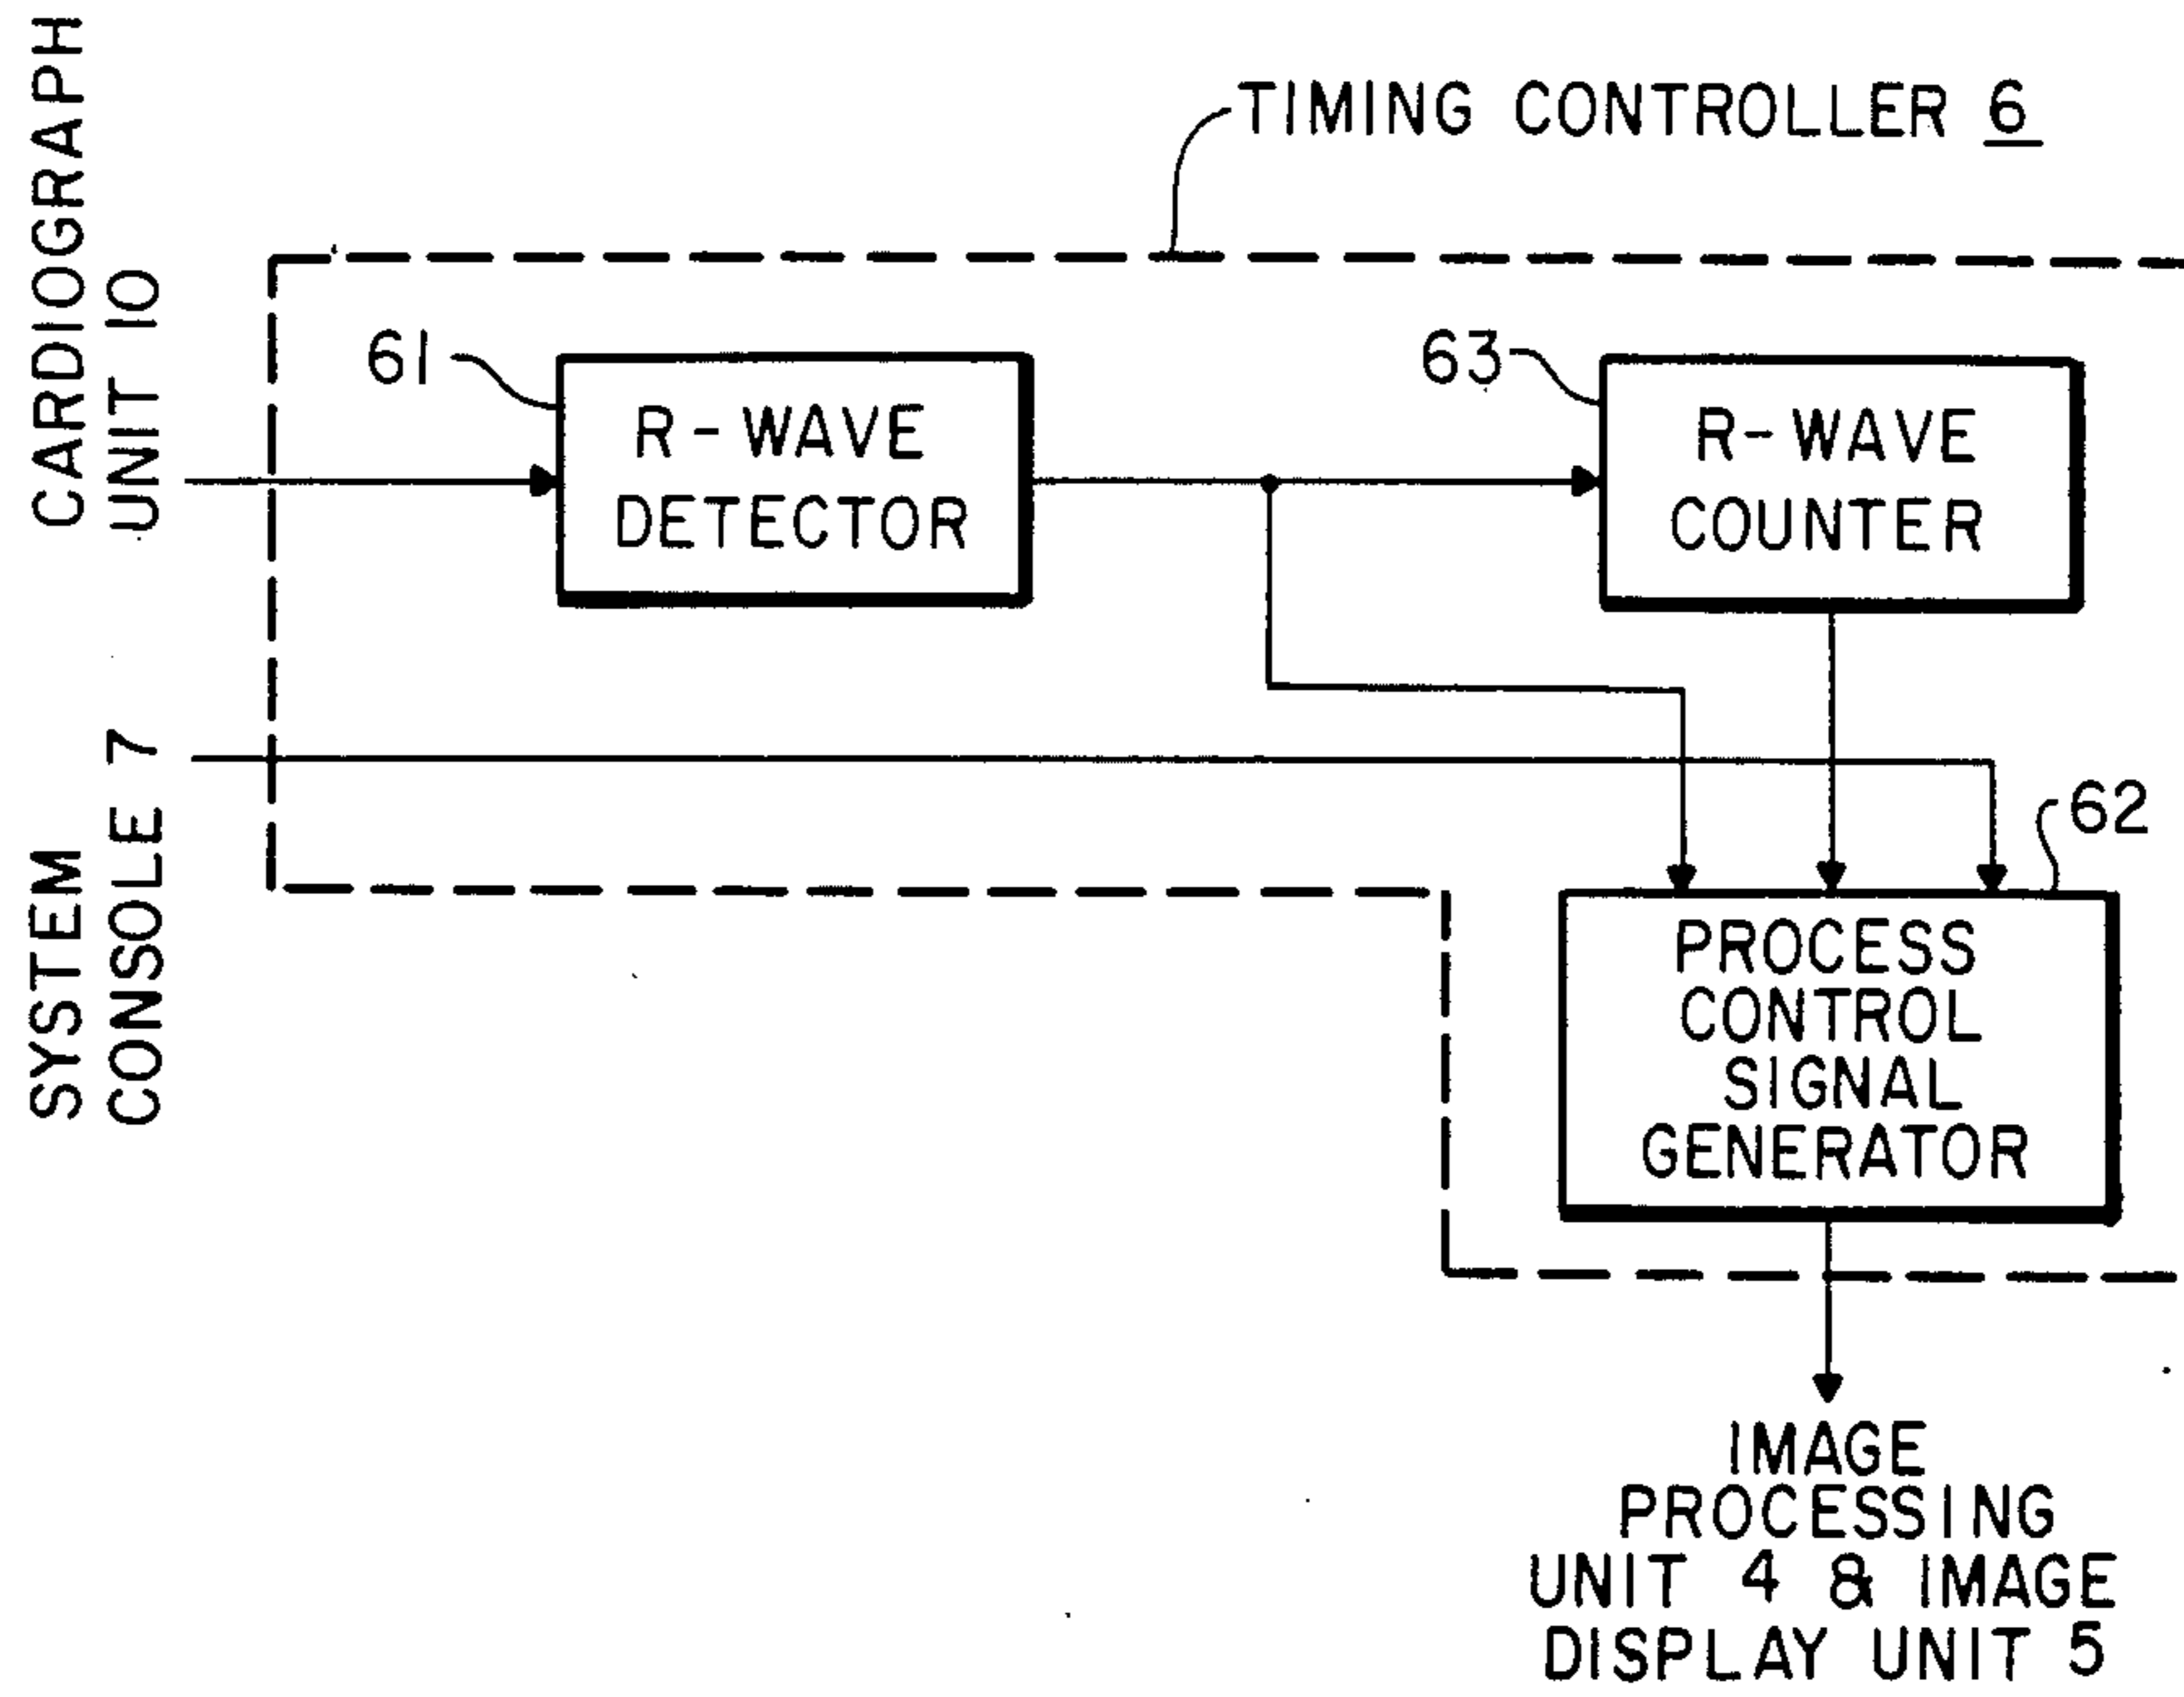 CARDIOGRAPH
UNIT 10
SYSTEM
CONSOLE 7
TIMING CONTROLLER 6
61
R-WAVE
DETECTOR
63
R-WAVE
COUNTER
62
PROCESS
CONTROL
SIGNAL
GENERATOR
IMAGE
PROCESSING
UNIT 4 & IMAGE
DISPLAY UNIT 5